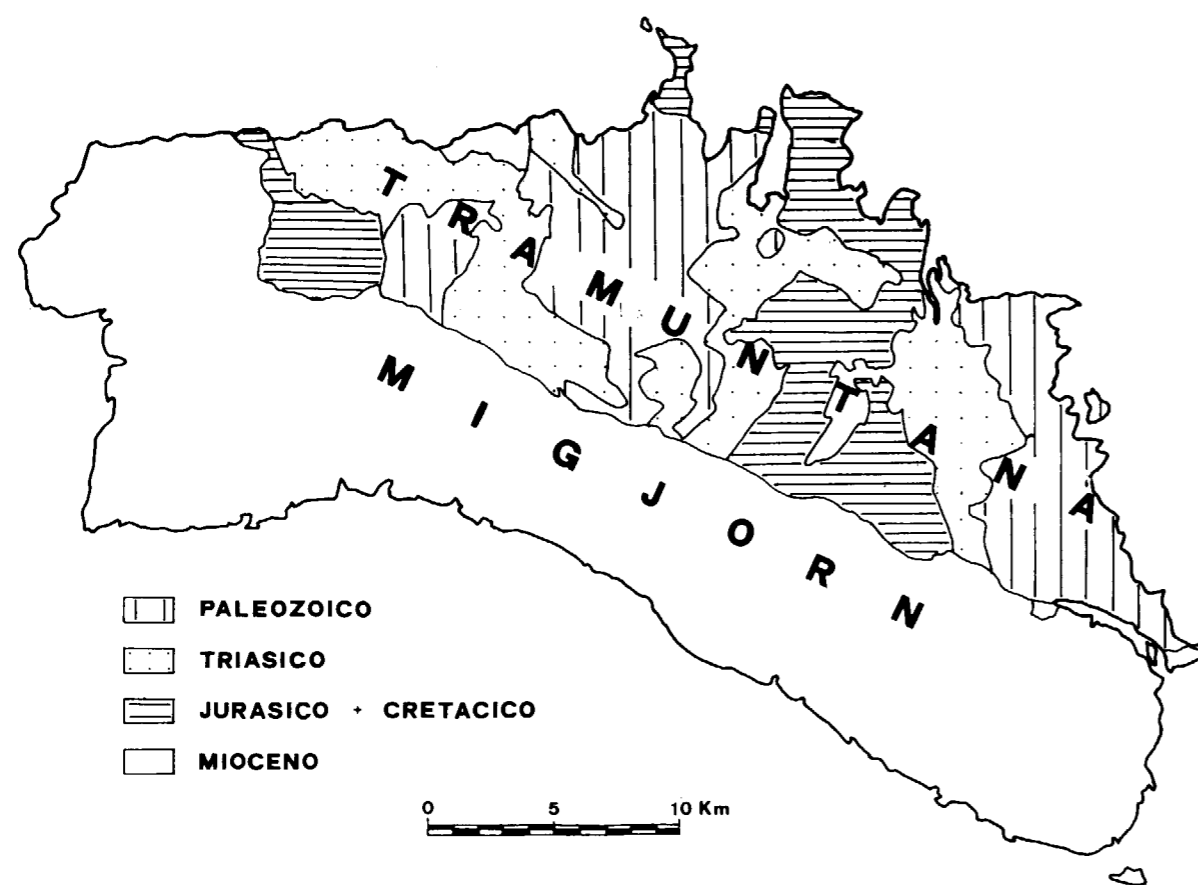 TRAMUNTANA
MIGJORN
PALEOZOICO
TRIASICO
JURASICO + CRETACICO
MIOCENO
0 5 10 Km